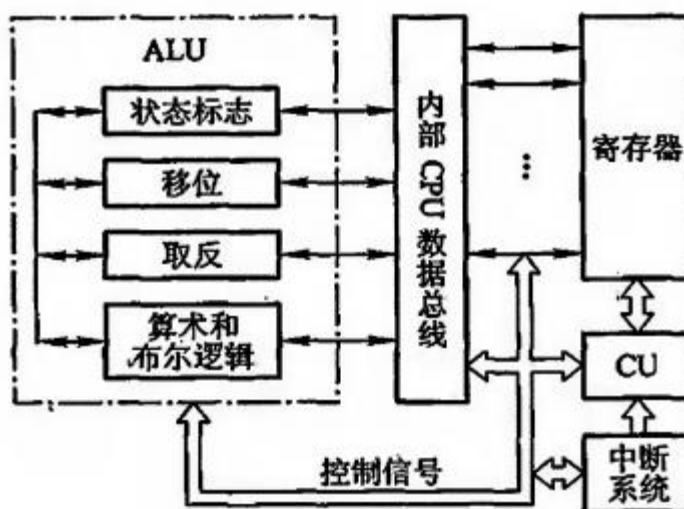 ALU
状态标志
移位
取反
算术和
布尔逻辑
内部 CPU 数据总线
...
寄存器
CU
中断
系统
控制信号